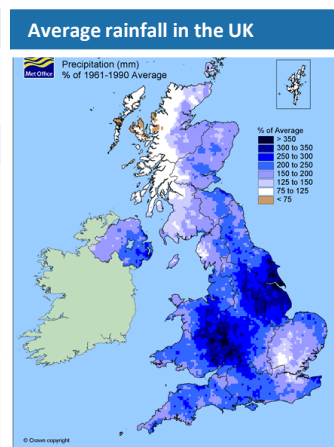 Average rainfall in the UK
Met Office
Precipitation (mm)
% of 1961-1990 Average
% of Average
> 350
300 to 350
250 to 300
200 to 250
150 to 200
125 to 150
75 to 125
< 75
© Crown copyright